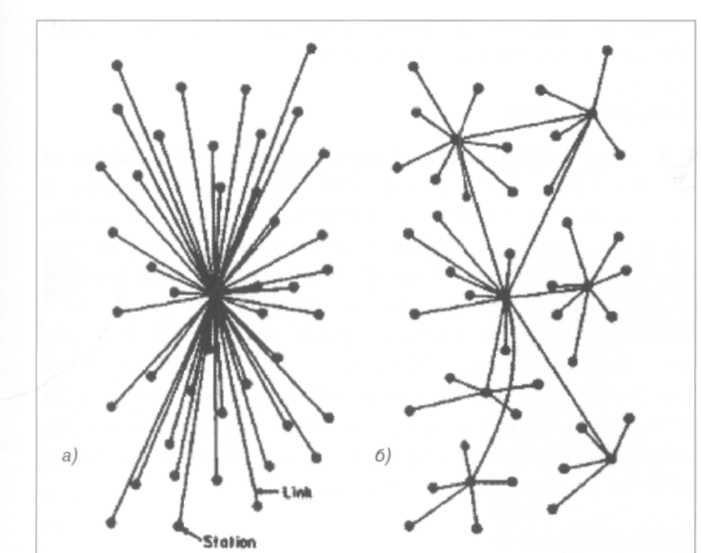 а)
б)
Link
Station